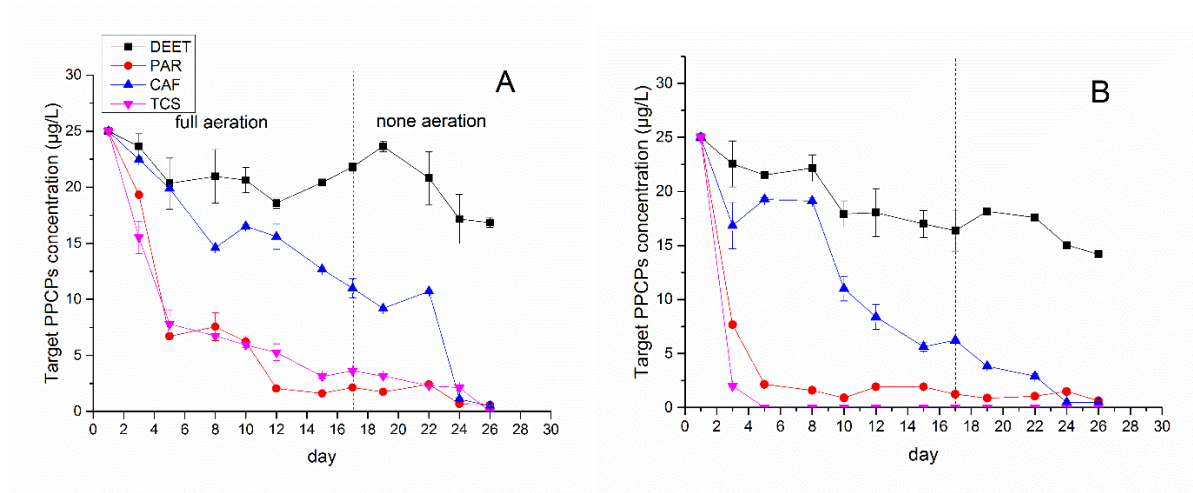 DEET
PAR
CAF
TCS
A
full aeration
none aeration
Target PPCPs concentration (µg/L)
30
25
20
15
10
5
0
0 2 4 6 8 10 12 14 16 18 20 22 24 26 28 30
day
B
Target PPCPs concentration (µg/L)
30
25
20
15
10
5
0
0 2 4 6 8 10 12 14 16 18 20 22 24 26 28 30
day